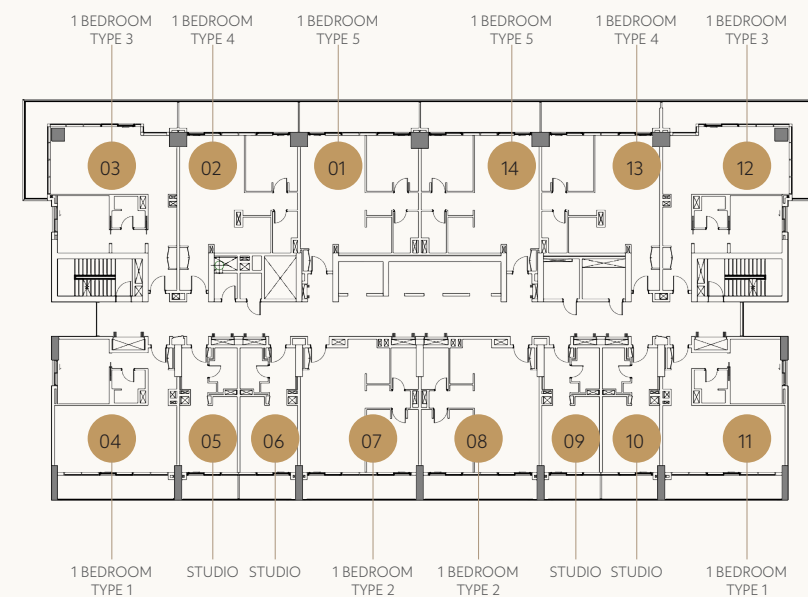 1 BEDROOM
TYPE 3
1 BEDROOM
TYPE 4
1 BEDROOM
TYPE 5
1 BEDROOM
TYPE 5
1 BEDROOM
TYPE 4
1 BEDROOM
TYPE 3
03
02
01
14
13
12
04
05
06
07
08
09
10
11
1 BEDROOM
TYPE 1
STUDIO
STUDIO
1 BEDROOM
TYPE 2
1 BEDROOM
TYPE 2
STUDIO
STUDIO
1 BEDROOM
TYPE 1